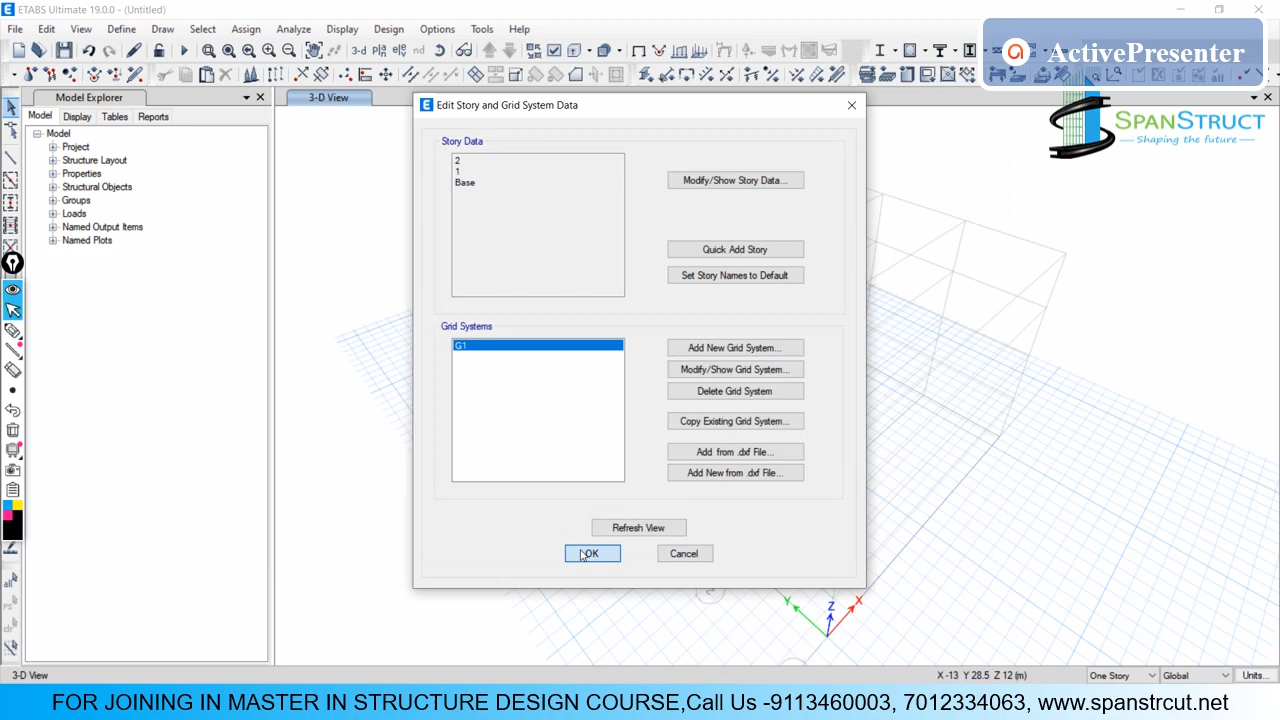 ETABS Ultimate 19.0.0 - (Untitled)
File Edit View Define Draw Select Assign Analyze Display Design Options Tools Help
3-d
nd
ActivePresenter
Model Explorer
3-D View
SPANSTRUCT
Shaping the future
Model Display Tables Reports
Model
Project
Structure Layout
Properties
Structural Objects
Groups
Loads
Named Output Items
Named Plots
all
clr
Edit Story and Grid System Data
Story Data
2
1
Base
Modify/Show Story Data...
Quick Add Story
Set Story Names to Default
Grid Systems
G1
Add New Grid System...
Modify/Show Grid System...
Delete Grid System
Copy Existing Grid System...
Add from .dxf File...
Add New from .dxf File...
Refresh View
OK Cancel
Y Z X
3-D View
X -13 Y 28.5 Z 12 (m)
One Story
Global
Units...
FOR JOINING IN MASTER IN STRUCTURE DESIGN COURSE,Call Us -9113460003, 7012334063, www.spanstrcut.net